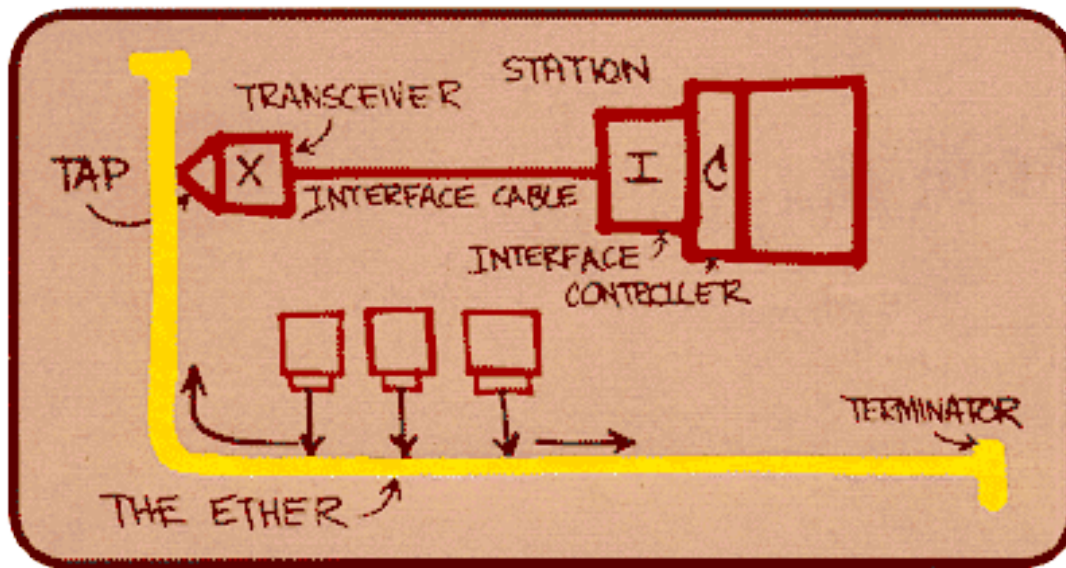 STATION
TRANSCEIVER
TAP
X
I
C
INTERFACE CABLE
INTERFACE
CONTROLLER
TERMINATOR
THE ETHER